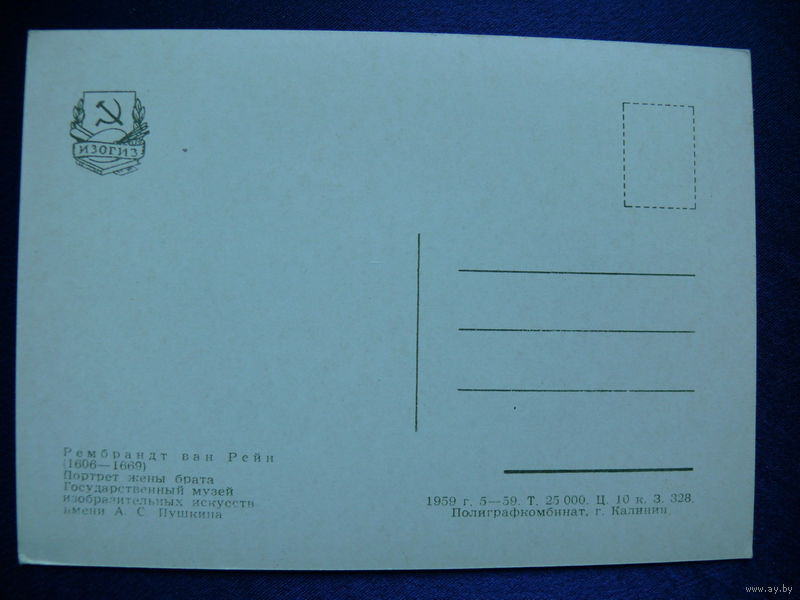 ИЗОГИЗ
Рембрандт ван Рейн
(1606—1669)
Портрет жены брата
Государственный музей
изобразительных искусств
имени А. С. Пушкина
1959 г. 5—59. Т. 25 000. Ц. 10 к. З. 328.
Полиграфкомбинат, г. Калинин
www.ay.by